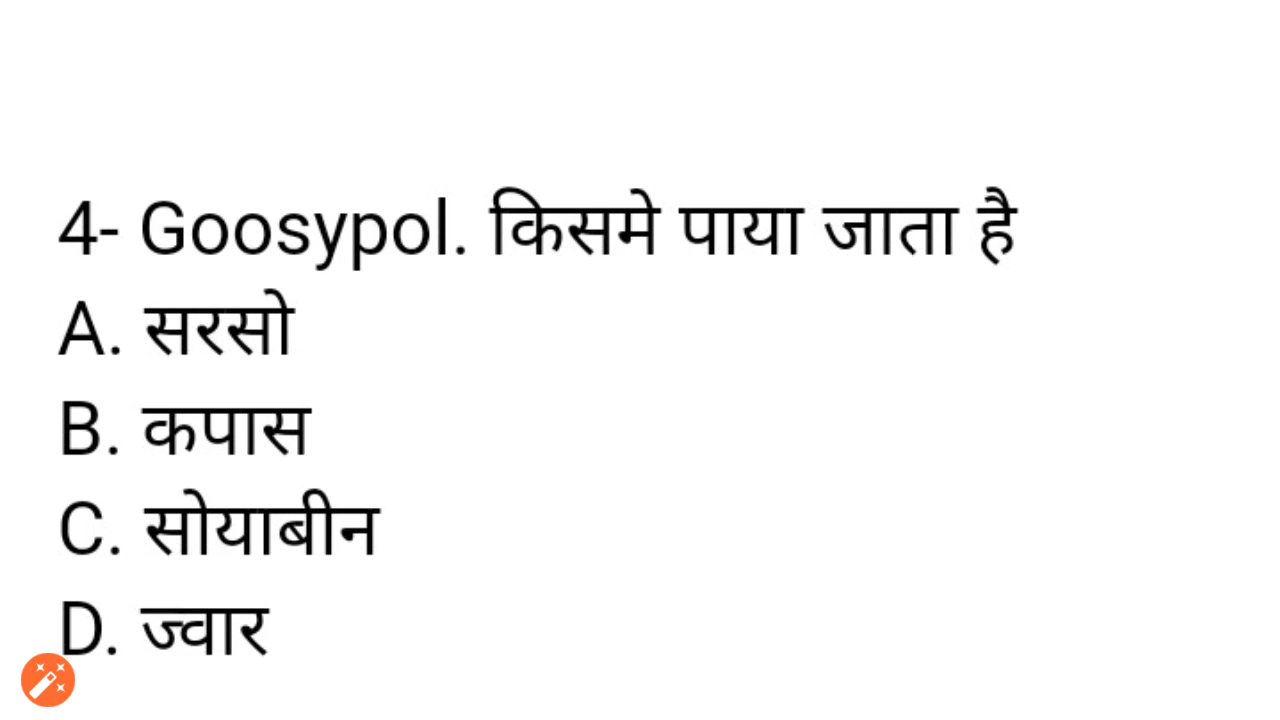 4- Goosypol. किसमे पाया जाता है
A. सरसो
B. कपास
C. सोयाबीन
D. ज्वार